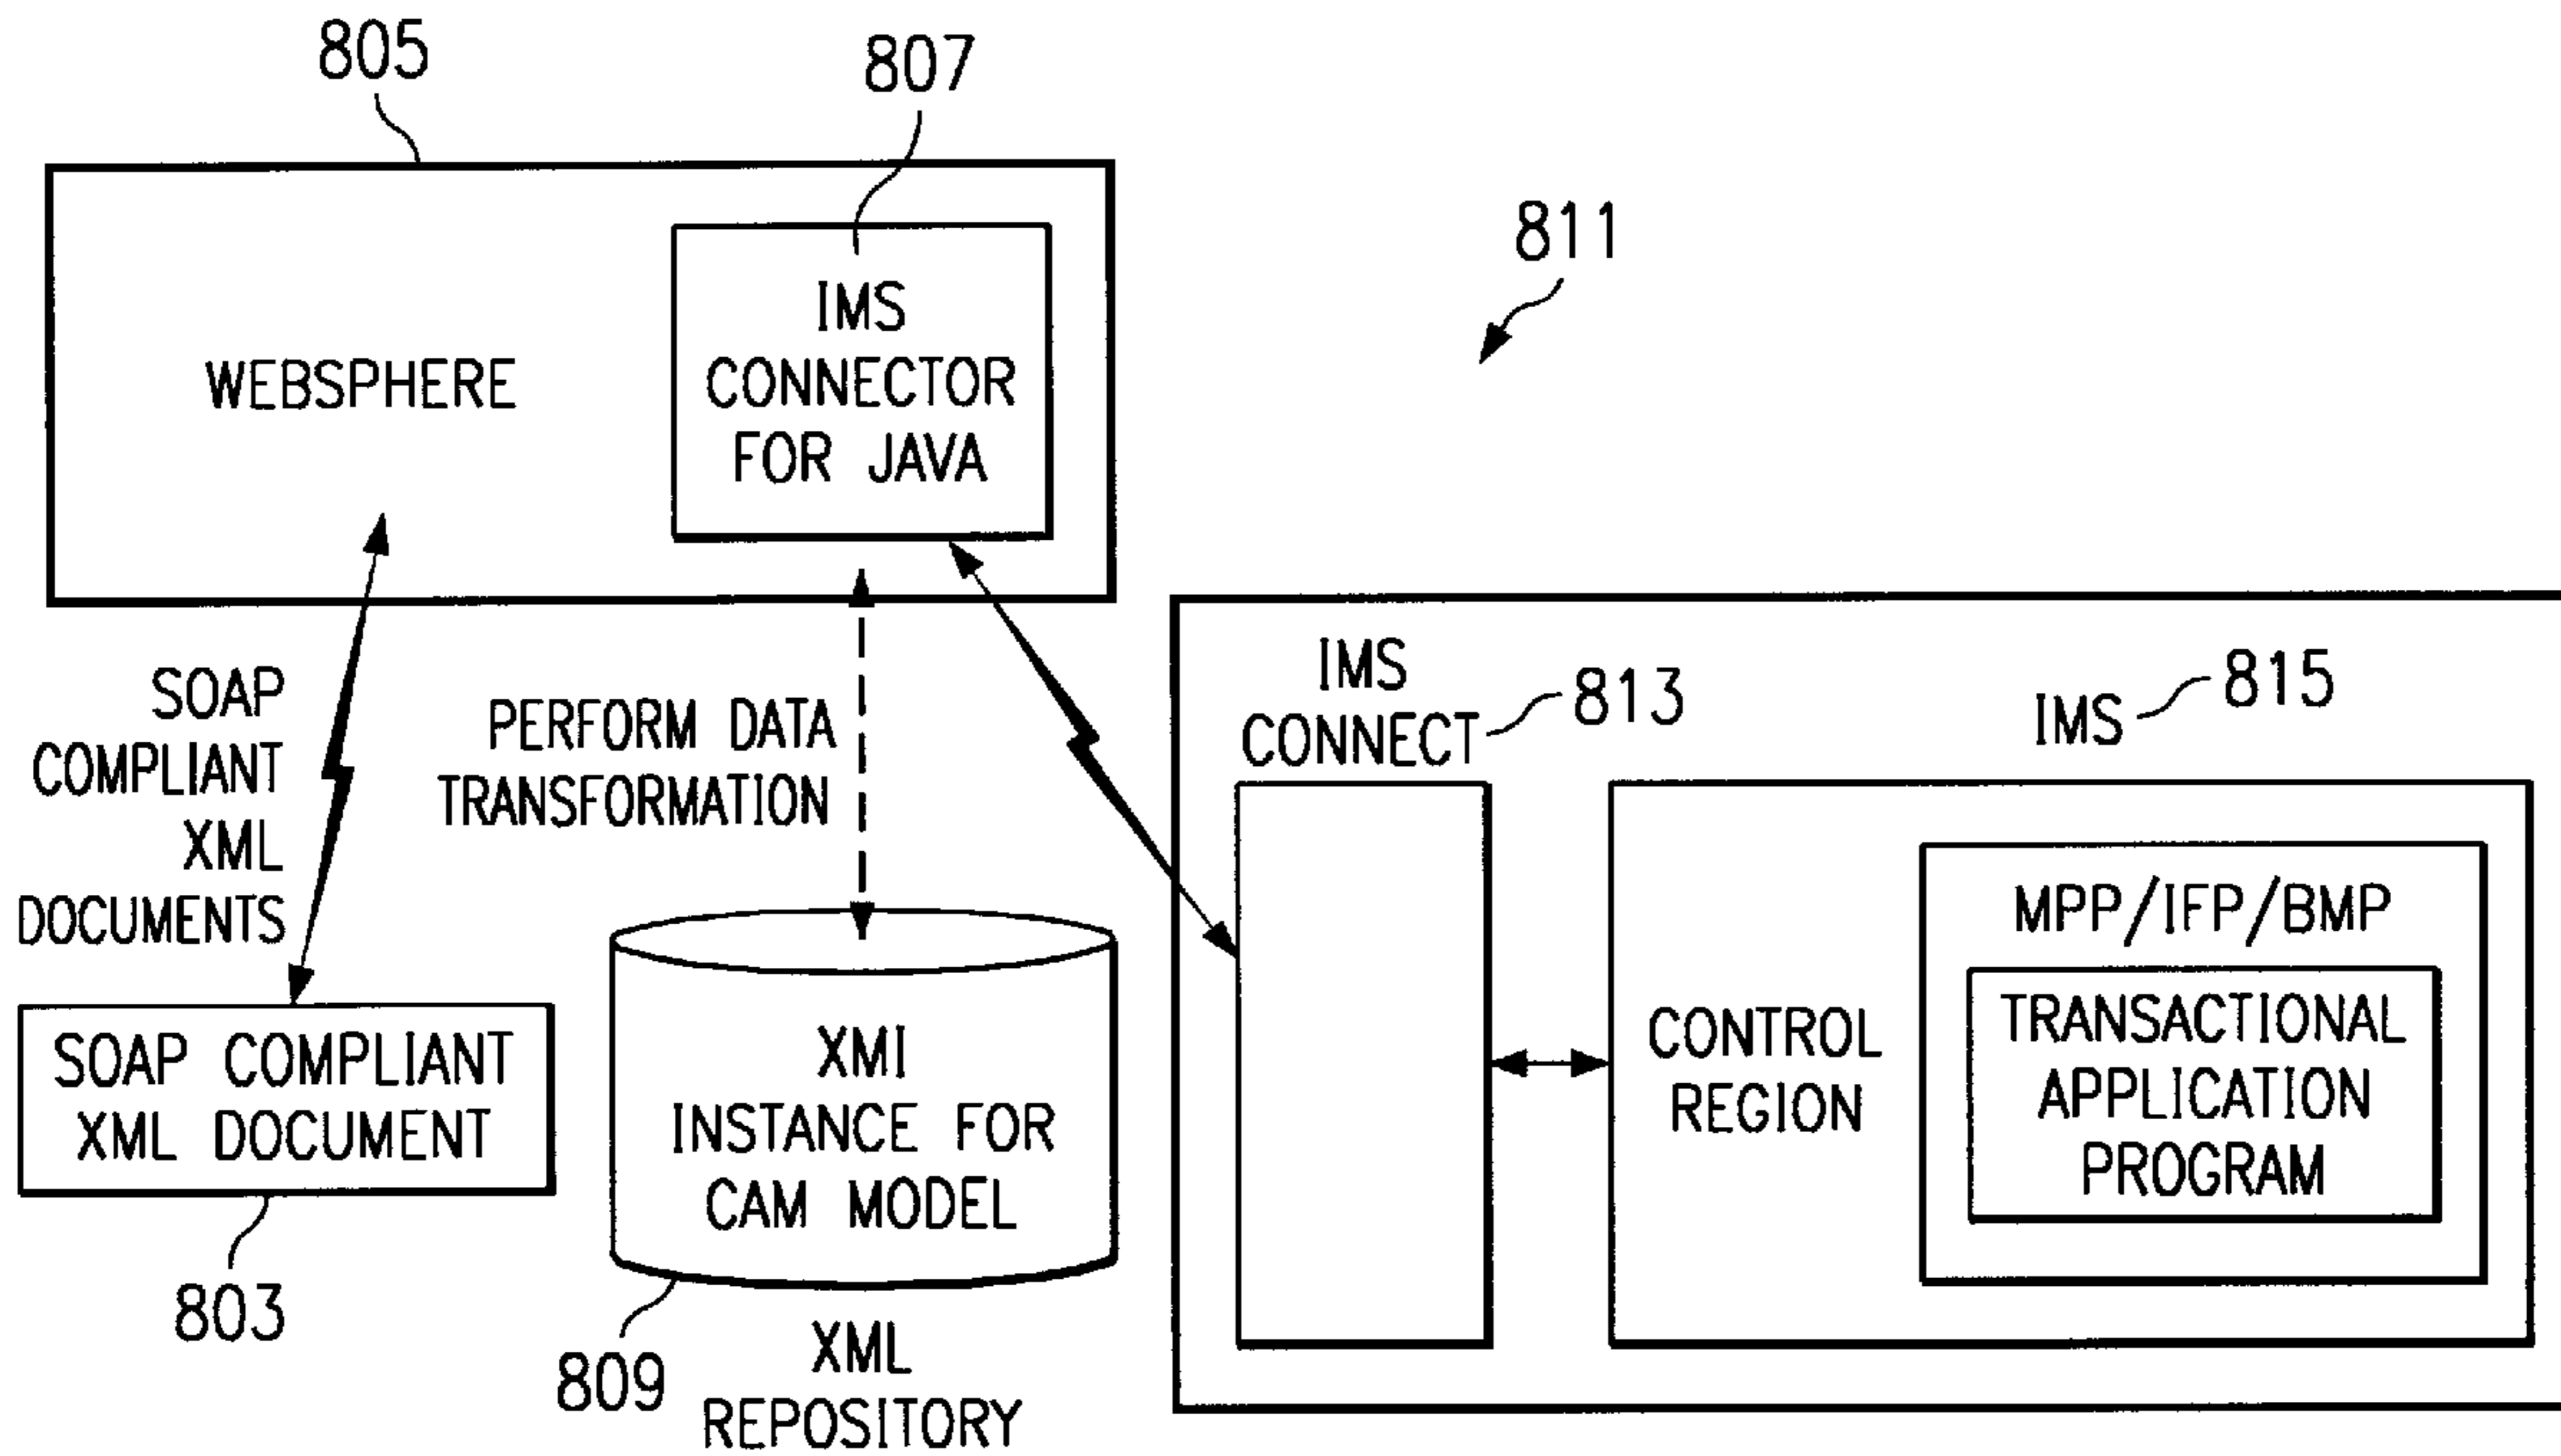 805
807
WEBSPHERE
IMS
CONNECTOR
FOR JAVA
811
SOAP
COMPLIANT
XML
DOCUMENTS
PERFORM DATA
TRANSFORMATION
SOAP COMPLIANT
XML DOCUMENT
803
XMI
INSTANCE FOR
CAM MODEL
809
XML
REPOSITORY
IMS
CONNECT
813
IMS
815
CONTROL
REGION
MPP/IFP/BMP
TRANSACTIONAL
APPLICATION
PROGRAM